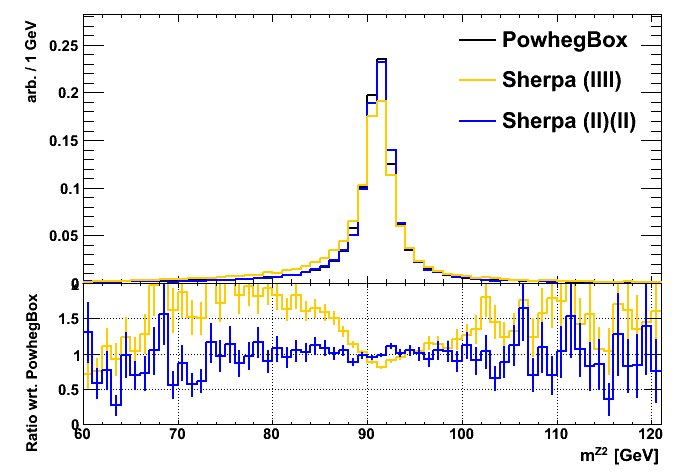 arb. / 1 GeV
0.25
0.2
0.15
0.1
0.05
0
PowhegBox
Sherpa (llll)
Sherpa (ll)(ll)
Ratio wrt. PowhegBox
2
1.5
1
0.5
0
60 70 80 90 100 110 120
m^Z2 [GeV]